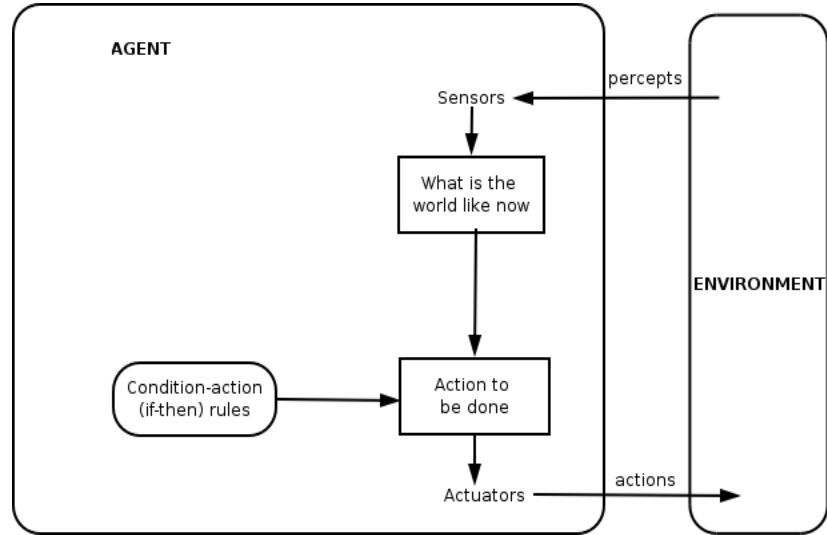 AGENT
percepts
Sensors
What is the
world like now
ENVIRONMENT
Condition-action
(if-then) rules
Action to
be done
actions
Actuators